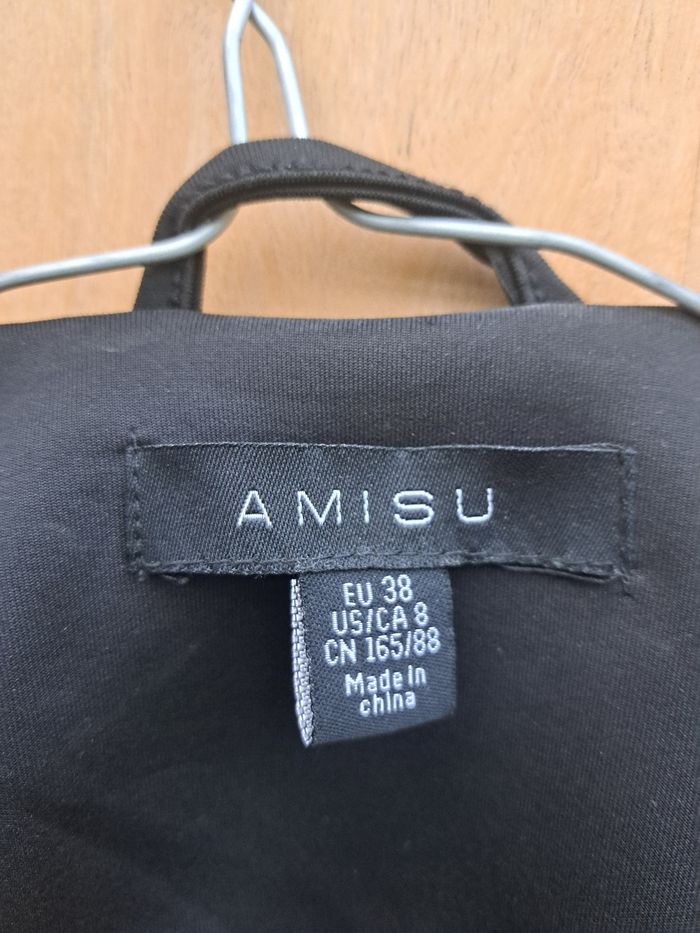 AMISU
EU 38
US/CA 8
CN 165/88
Made in
china